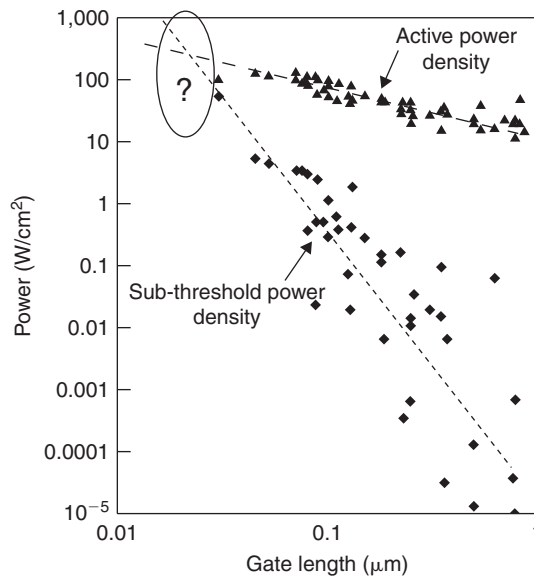 1,000
100
10
1
0.1
0.01
0.001
0.0001
10⁻⁵
Power (W/cm²)
?
Active power
density
Sub-threshold power
density
0.01
0.1
1
Gate length (μm)